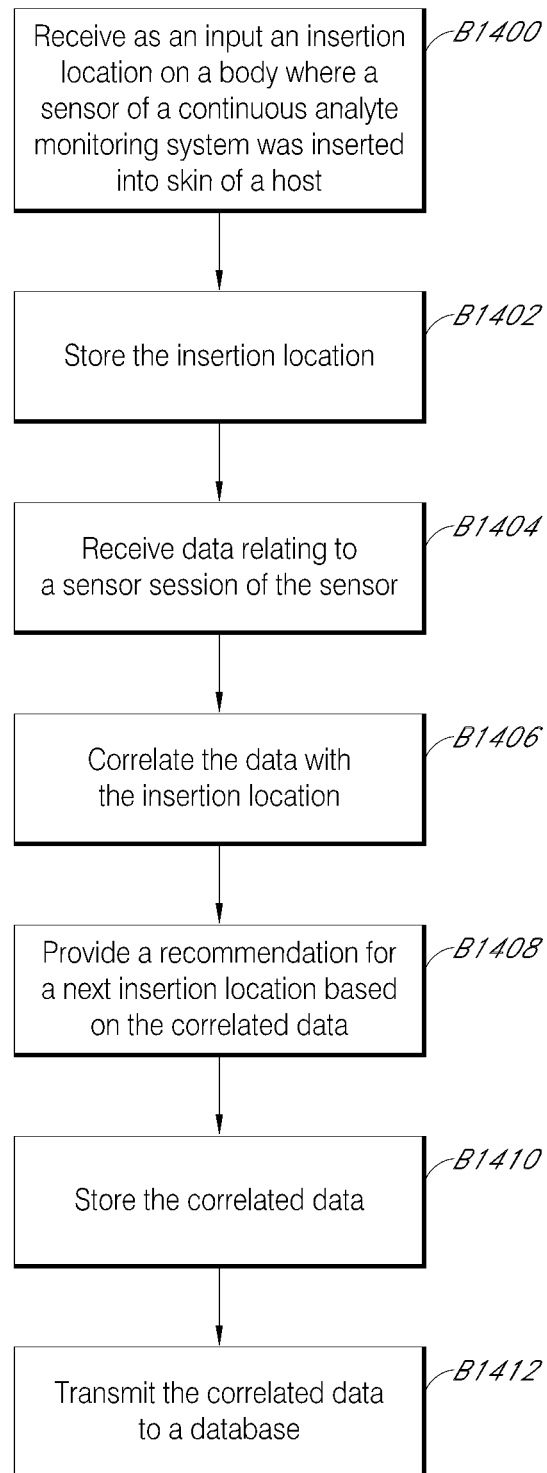 Receive as an input an insertion
location on a body where a
sensor of a continuous analyte
monitoring system was inserted
into skin of a host
B1400
Store the insertion location
B1402
Receive data relating to
a sensor session of the sensor
B1404
Correlate the data with
the insertion location
B1406
Provide a recommendation for
a next insertion location based
on the correlated data
B1408
Store the correlated data
B1410
Transmit the correlated data
to a database
B1412